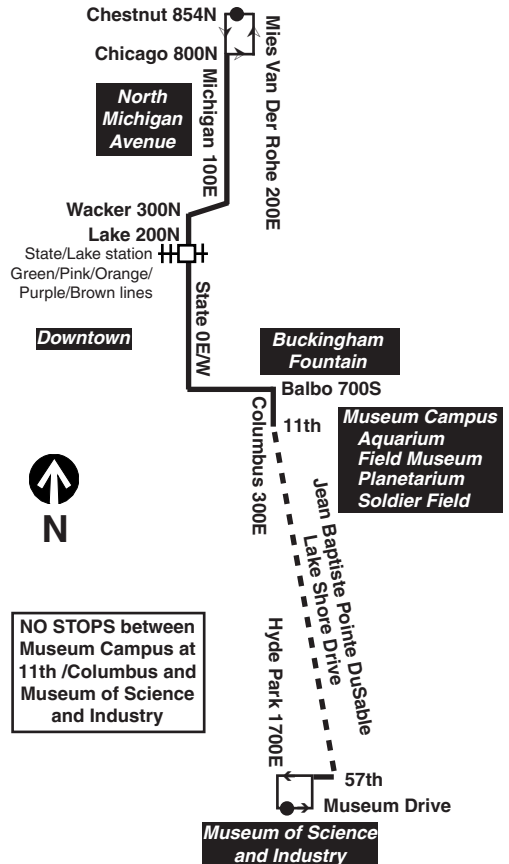 Chestnut 854N
Chicago 800N
Mies Van Der Rohe 200E
Michigan 100E
North
Michigan
Avenue
Wacker 300N
Lake 200N
State/Lake station
Green/Pink/Orange/
Purple/Brown lines
State 0E/W
Downtown
Buckingham
Fountain
Balbo 700S
Columbus 300E
11th
Museum Campus
Aquarium
Field Museum
Planetarium
Soldier Field
N
Jean Baptiste Pointe DuSable
Lake Shore Drive
NO STOPS between
Museum Campus at
11th /Columbus and
Museum of Science
and Industry
Hyde Park 1700E
57th
Museum Drive
Museum of Science
and Industry